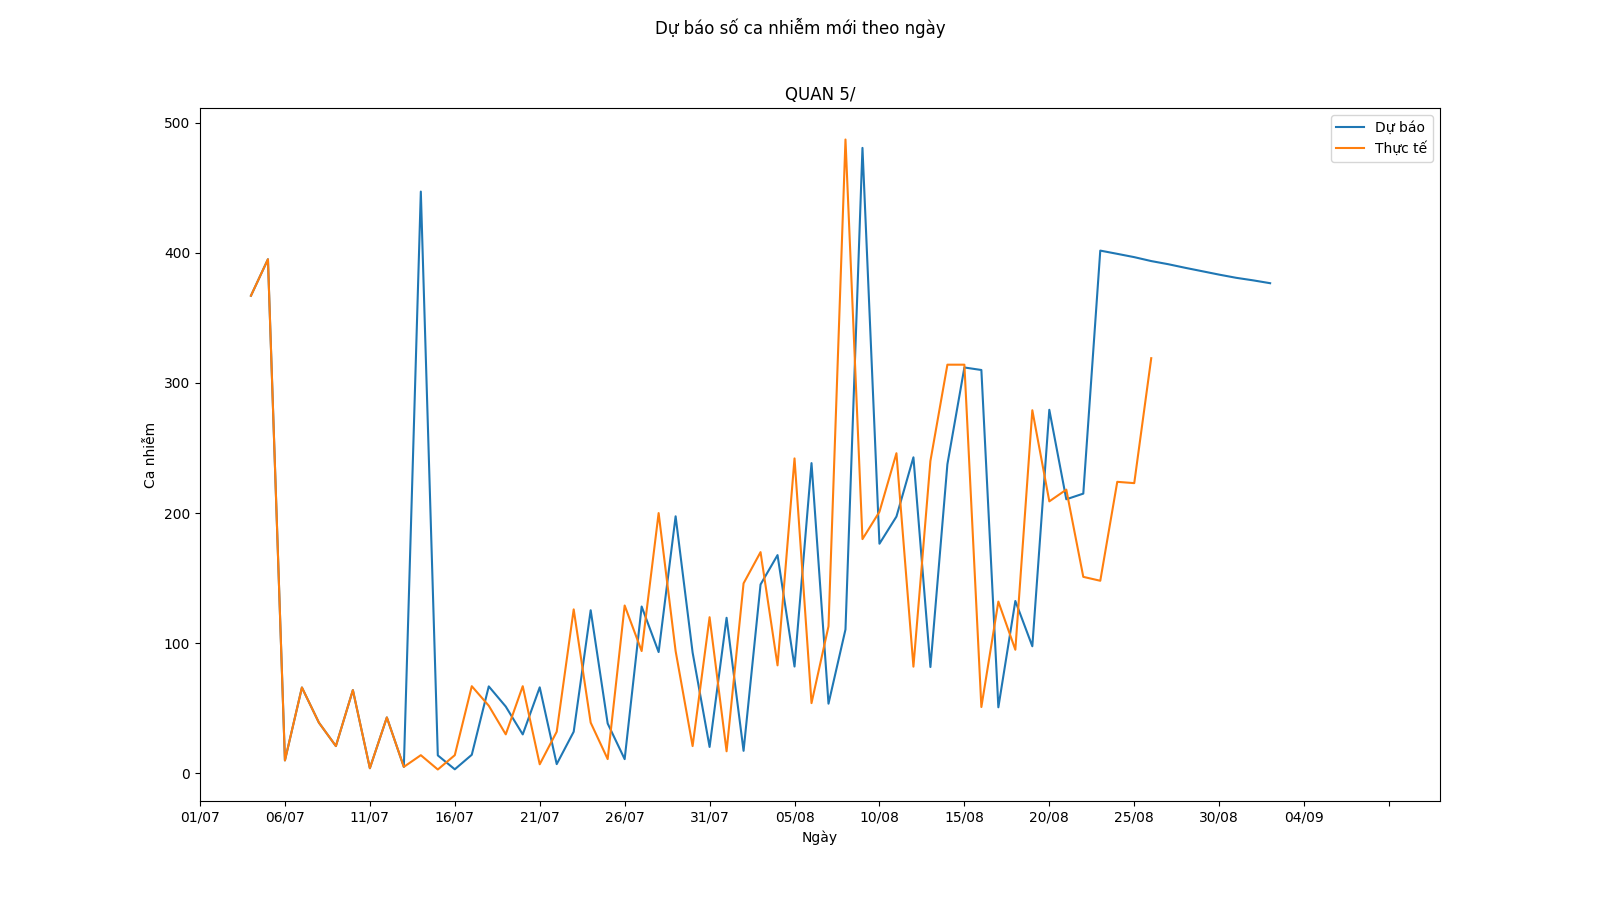 Dự báo số ca nhiễm mới theo ngày
QUAN 5/
Dự báo
Thực tế
500
400
300
200
100
0
Ca nhiễm
01/07 06/07 11/07 16/07 21/07 26/07 31/07 05/08 10/08 15/08 20/08 25/08 30/08 04/09
Ngày